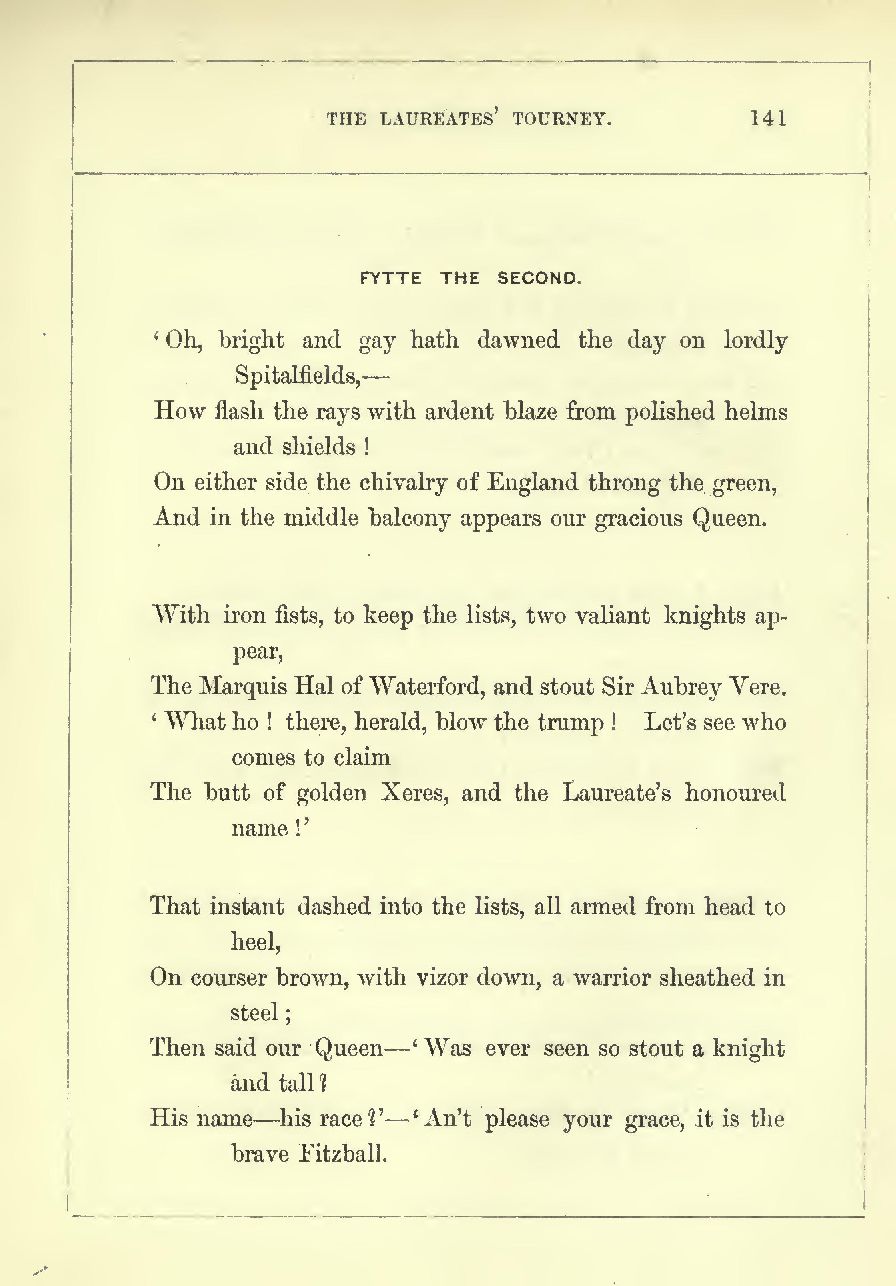 THE LAUREATES' TOURNEY. 141
FYTTE THE SECOND.
‘ Oh, bright and gay hath dawned the day on lordly
Spitalfields,—
How flash the rays with ardent blaze from polished helms
and shields !
On either side the chivalry of England throng the green,
And in the middle balcony appears our gracious Queen.
With iron fists, to keep the lists, two valiant knights ap-
pear,
The Marquis Hal of Waterford, and stout Sir Aubrey Vere.
‘ What ho ! there, herald, blow the trump ! Let’s see who
comes to claim
The butt of golden Xeres, and the Laureate’s honoured
name !’
That instant dashed into the lists, all armed from head to
heel,
On courser brown, with vizor down, a warrior sheathed in
steel ;
Then said our Queen—‘ Was ever seen so stout a knight
and tall ?
His name—his race ?’—‘ An’t please your grace, it is the
brave Fitzball.